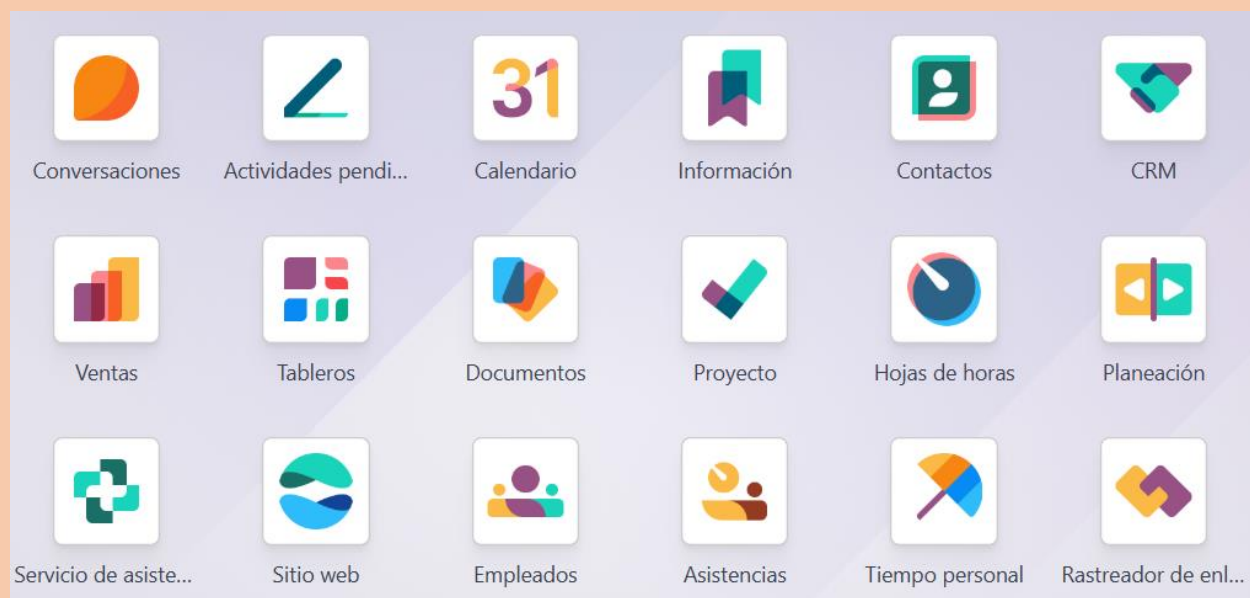 31
Conversaciones Actividades pendi... Calendario Información Contactos CRM
Ventas Tableros Documentos Proyecto Hojas de horas Planeación
Servicio de asiste... Sitio web Empleados Asistencias Tiempo personal Rastreador de enl...